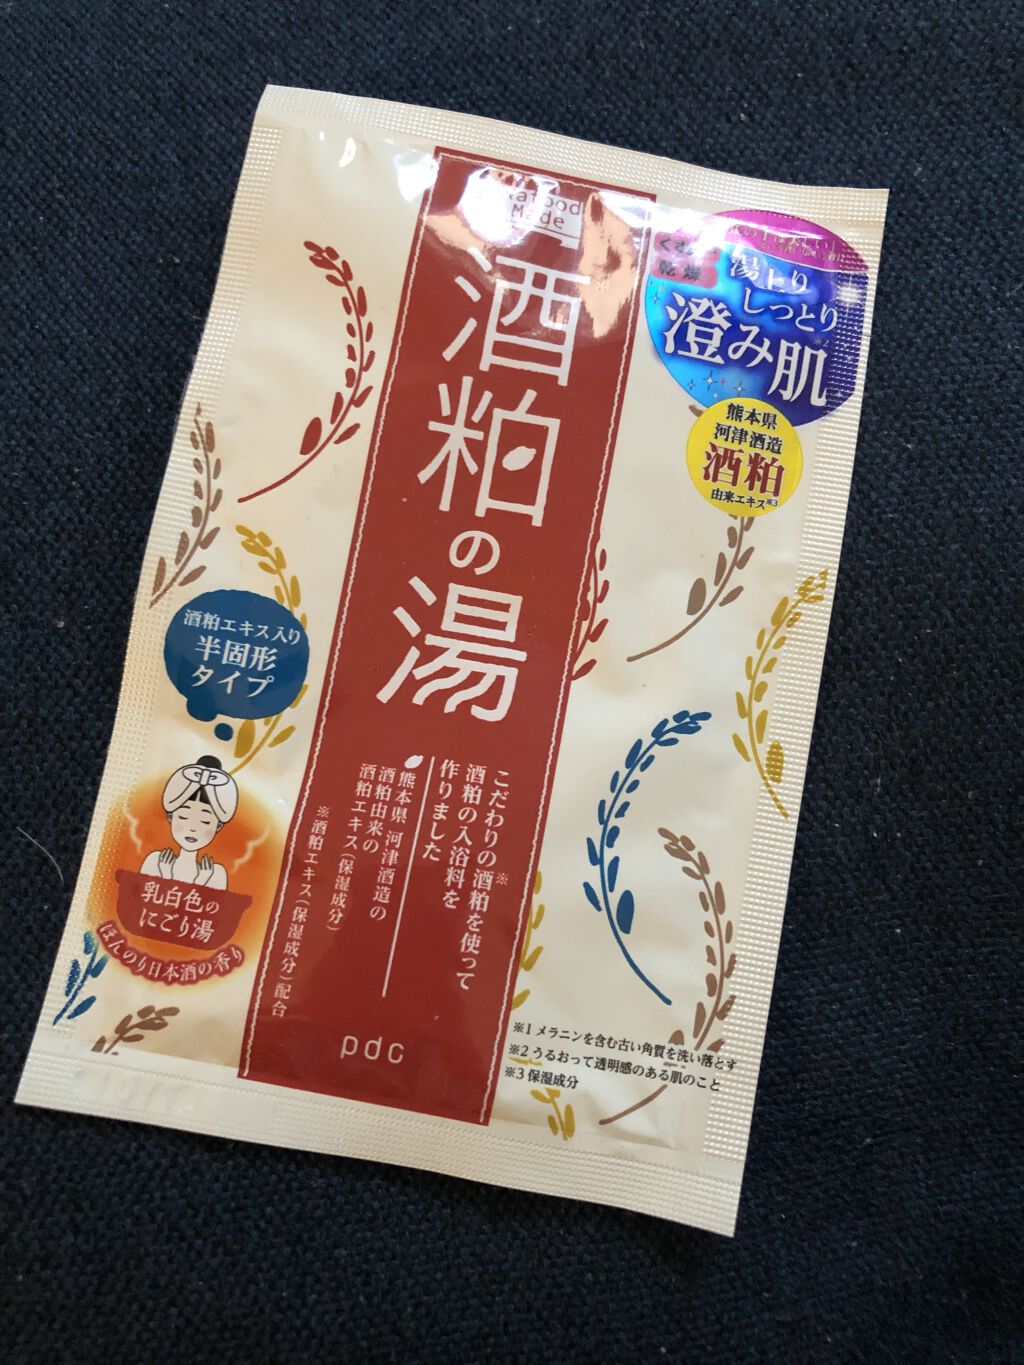 Made
酒粕の湯
湯上り
しっとり
澄み肌
※2
熊本県
河津酒造
酒粕
由来エキス※3
酒粕エキス入り
半固形
タイプ
乳白色の
にごり湯
ほんのり日本酒の香り
こだわりの酒粕※を使って
酒粕の入浴料を
作りました
熊本県 河津酒造の
酒粕由来の
酒粕エキス(保湿成分)
※酒粕エキス(保湿成分)配合
pdc
※1 メラニンを含む古い角質を洗い落とす
※2 うるおって透明感のある肌のこと
※3 保湿成分